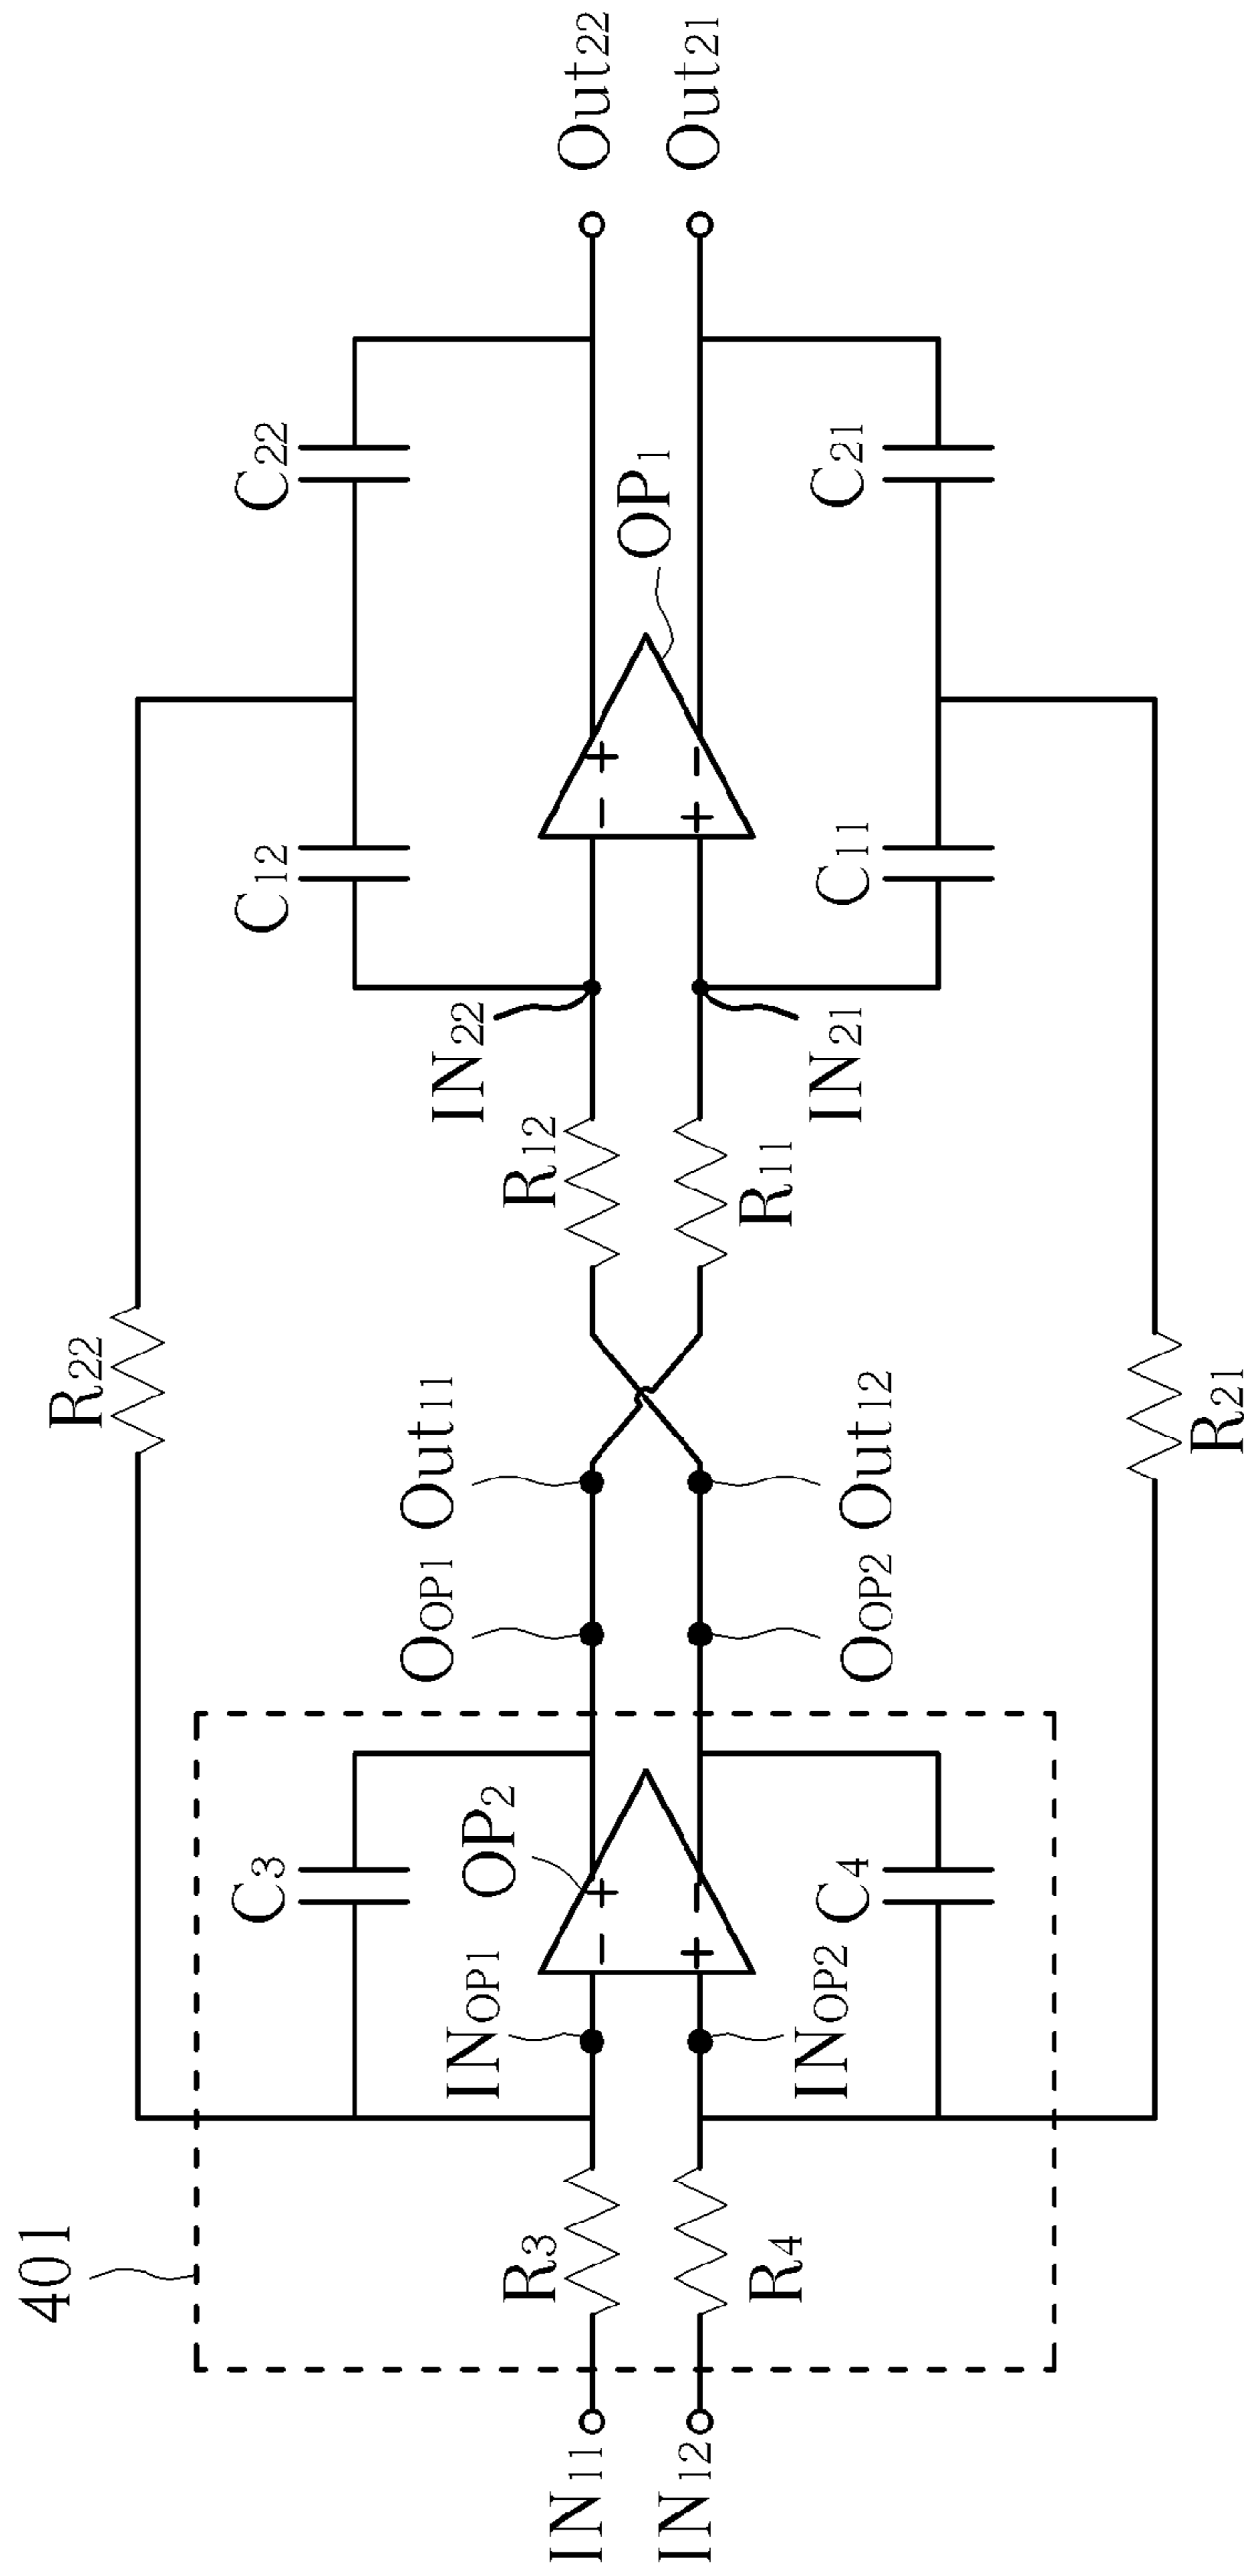 401
R22
C22
C12
C3
Out22
IN22
R12
Out11
OOP1
OP2
INOP1
R3
IN11
Out21
OP1
R11
IN21
Out12
OOP2
INOP2
R4
IN12
C21
C11
C4
R21
+
−
−
+
+
−
−
+